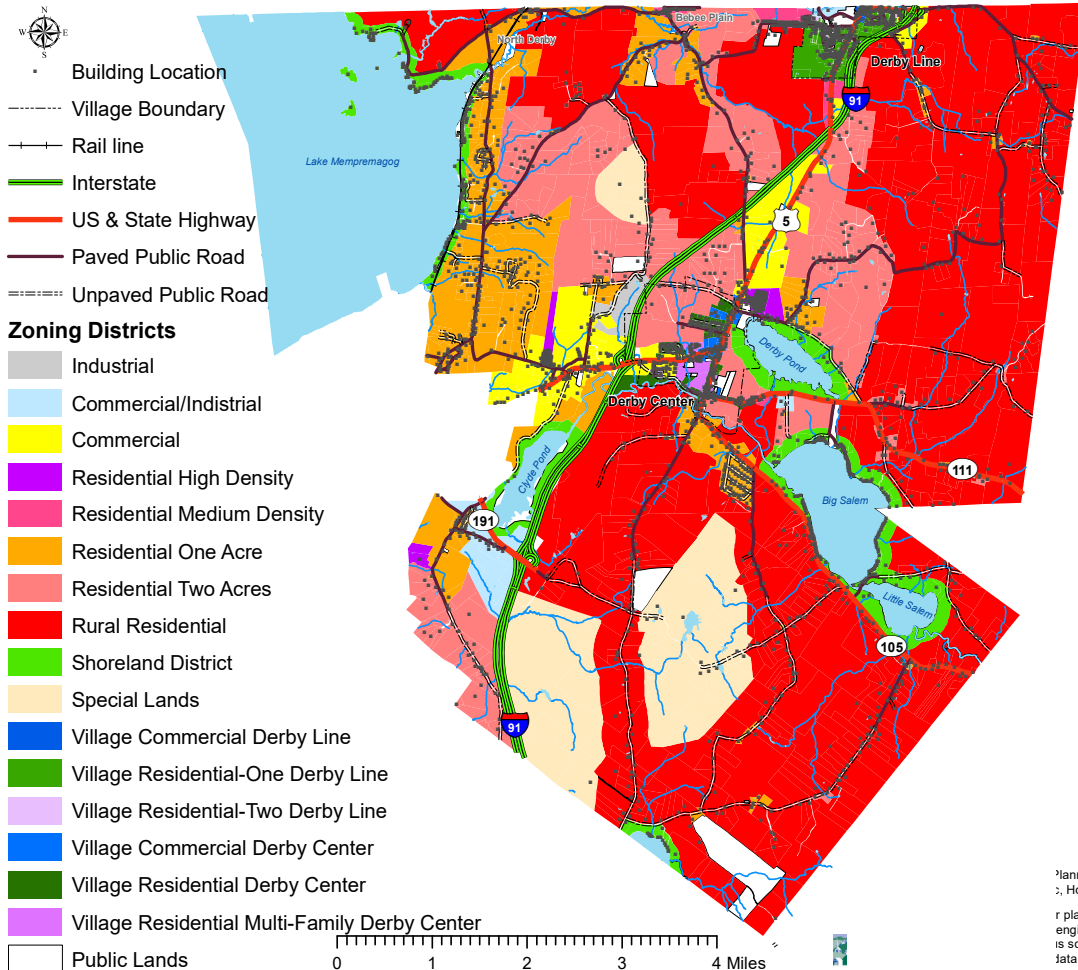 N
W E
S
Building Location
Village Boundary
Rail line
Interstate
US & State Highway
Paved Public Road
Unpaved Public Road
Zoning Districts
Industrial
Commercial/Indistrial
Commercial
Residential High Density
Residential Medium Density
Residential One Acre
Residential Two Acres
Rural Residential
Shoreland District
Special Lands
Village Commercial Derby Line
Village Residential-One Derby Line
Village Residential-Two Derby Line
Village Commercial Derby Center
Village Residential Derby Center
Village Residential Multi-Family Derby Center
Public Lands
0 1 2 3 4 Miles
Bebee Plain
North Derby
Derby Line
91
Lake Mempremagog
5
Derby Pond
Derby Center
Clyde Pond
111
Big Salem
191
Little Salem
105
91
c, Ho
r pla
engi
data